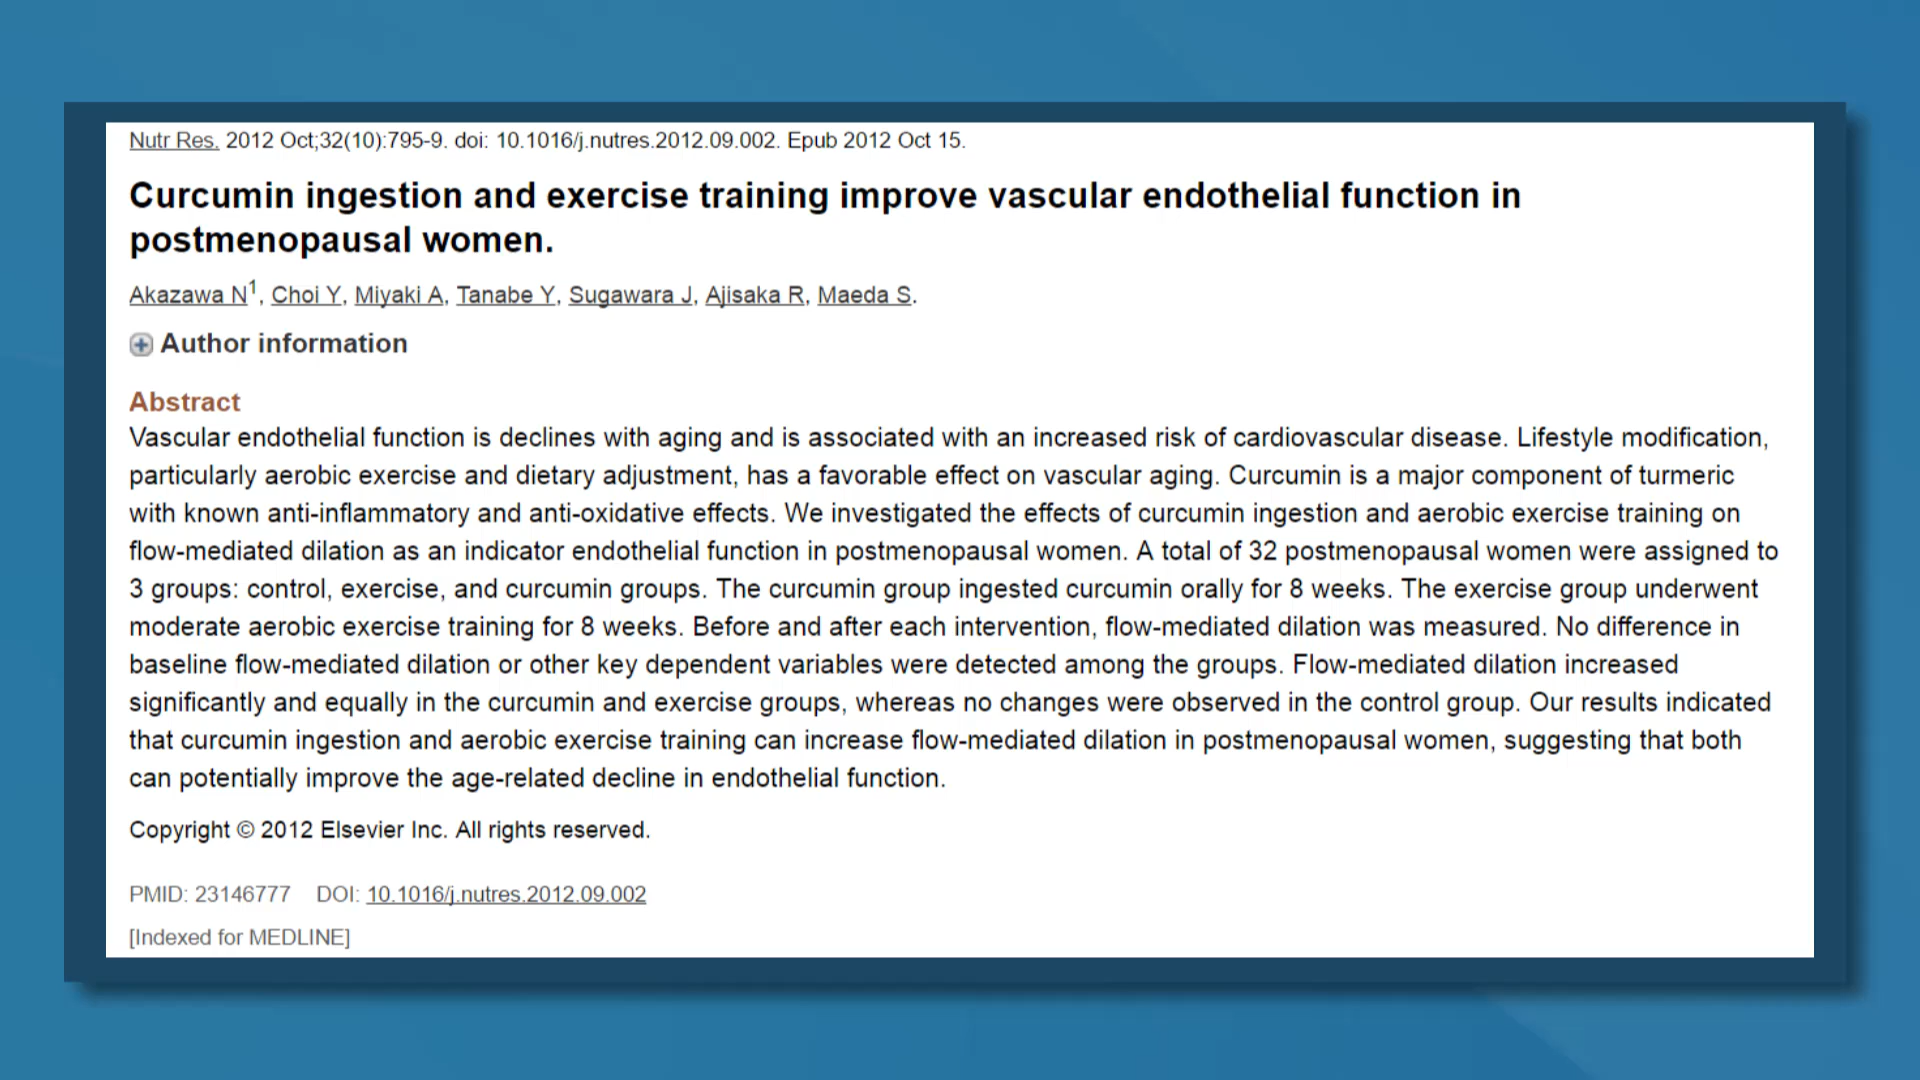 Nutr Res. 2012 Oct;32(10):795-9. doi: 10.1016/j.nutres.2012.09.002. Epub 2012 Oct 15.
Curcumin ingestion and exercise training improve vascular endothelial function in
postmenopausal women.
Akazawa N1, Choi Y, Miyaki A, Tanabe Y, Sugawara J, Ajisaka R, Maeda S.
Author information
Abstract
Vascular endothelial function is declines with aging and is associated with an increased risk of cardiovascular disease. Lifestyle modification,
particularly aerobic exercise and dietary adjustment, has a favorable effect on vascular aging. Curcumin is a major component of turmeric
with known anti-inflammatory and anti-oxidative effects. We investigated the effects of curcumin ingestion and aerobic exercise training on
flow-mediated dilation as an indicator endothelial function in postmenopausal women. A total of 32 postmenopausal women were assigned to
3 groups: control, exercise, and curcumin groups. The curcumin group ingested curcumin orally for 8 weeks. The exercise group underwent
moderate aerobic exercise training for 8 weeks. Before and after each intervention, flow-mediated dilation was measured. No difference in
baseline flow-mediated dilation or other key dependent variables were detected among the groups. Flow-mediated dilation increased
significantly and equally in the curcumin and exercise groups, whereas no changes were observed in the control group. Our results indicated
that curcumin ingestion and aerobic exercise training can increase flow-mediated dilation in postmenopausal women, suggesting that both
can potentially improve the age-related decline in endothelial function.
Copyright © 2012 Elsevier Inc. All rights reserved.
PMID: 23146777 DOI: 10.1016/j.nutres.2012.09.002
[Indexed for MEDLINE]